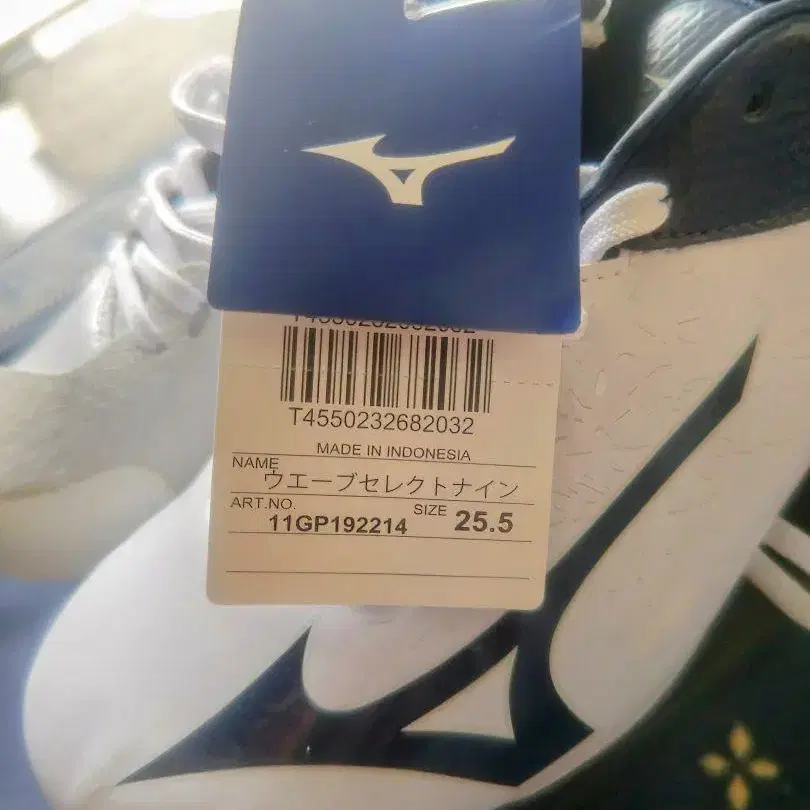 T4550232682032
MADE IN INDONESIA
NAME
ウエーブセレクトナイン
ART.NO.
11GP192214
SIZE
25.5